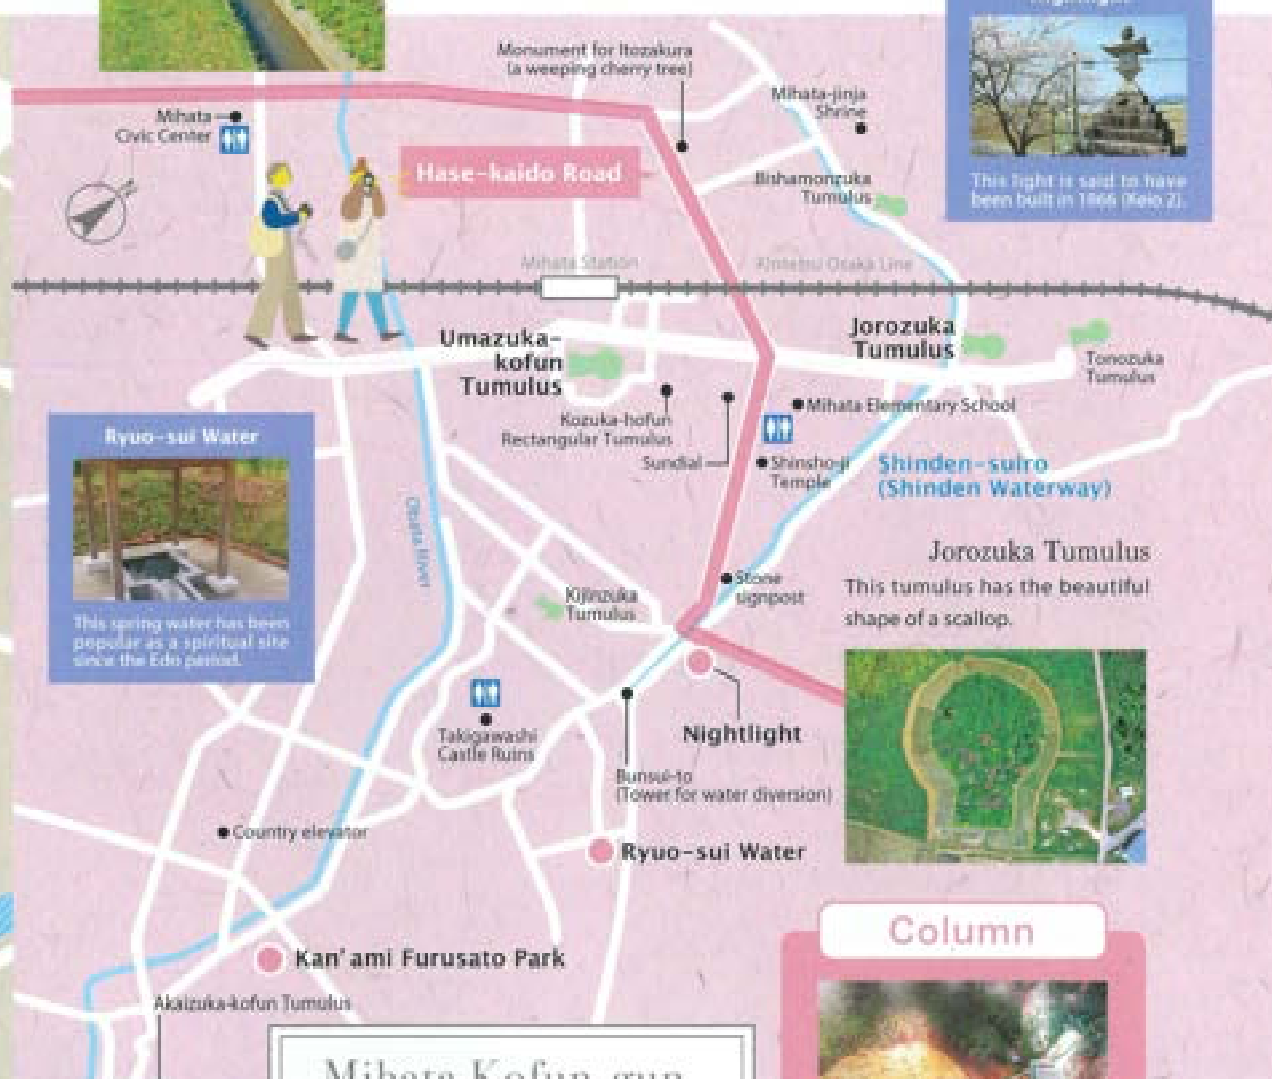 Monument for Itozakura
(a weeping cherry tree)
Mihata-jinja
Shrine
Mihata
Civic Center
Hase-kaido Road
Bishamonzuka
Tumulus
This light is said to have
been built in 1866 (Keio 2).
Mihata Station
Kintetsu Osaka Line
Umazuka-
kofun
Tumulus
Jorozuka
Tumulus
Tonozuka
Tumulus
Kozuka-hofun
Rectangular Tumulus
Mihata Elementary School
Sundial
Shinsho-ji
Temple
Shinden-suiro
(Shinden Waterway)
Ryuo-sui Water
This spring water has been
popular as a spiritual site
since the Edo period.
River
Jorozuka Tumulus
This tumulus has the beautiful
shape of a scallop.
Stone
signpost
Kijinzuka
Tumulus
Takigawashi
Castle Ruins
Nightlight
Bunsui-to
(Tower for water diversion)
Country elevator
Ryuo-sui Water
Kan'ami Furusato Park
Akaizuka-kofun Tumulus
Column
Mihata Kofun-gun